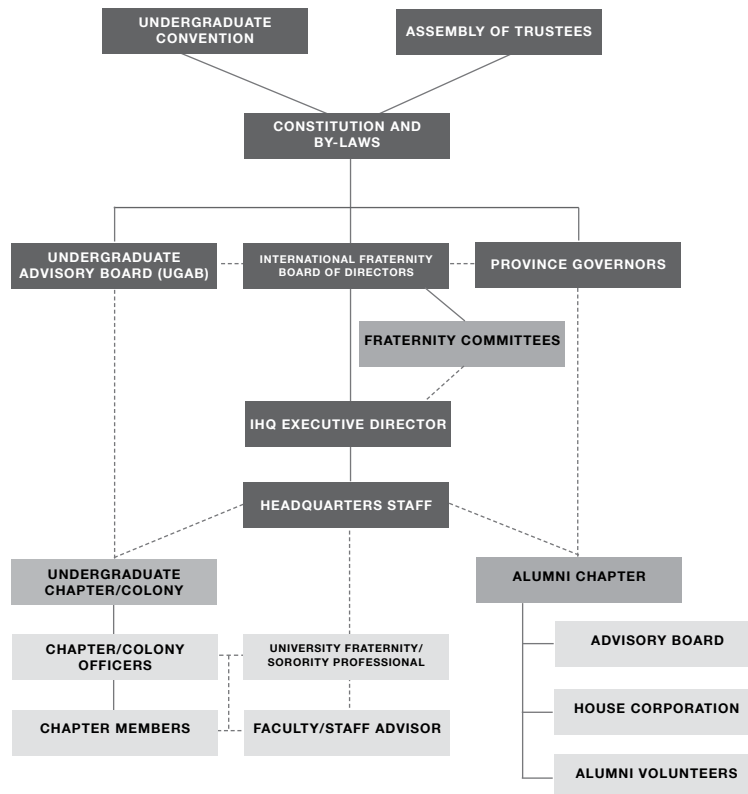 UNDERGRADUATE
CONVENTION
ASSEMBLY OF TRUSTEES
CONSTITUTION AND
BY-LAWS
UNDERGRADUATE
ADVISORY BOARD (UGAB)
INTERNATIONAL FRATERNITY
BOARD OF DIRECTORS
PROVINCE GOVERNORS
FRATERNITY COMMITTEES
IHQ EXECUTIVE DIRECTOR
HEADQUARTERS STAFF
UNDERGRADUATE
CHAPTER/COLONY
ALUMNI CHAPTER
CHAPTER/COLONY
OFFICERS
UNIVERSITY FRATERNITY/
SORORITY PROFESSIONAL
ADVISORY BOARD
CHAPTER MEMBERS
FACULTY/STAFF ADVISOR
HOUSE CORPORATION
ALUMNI VOLUNTEERS